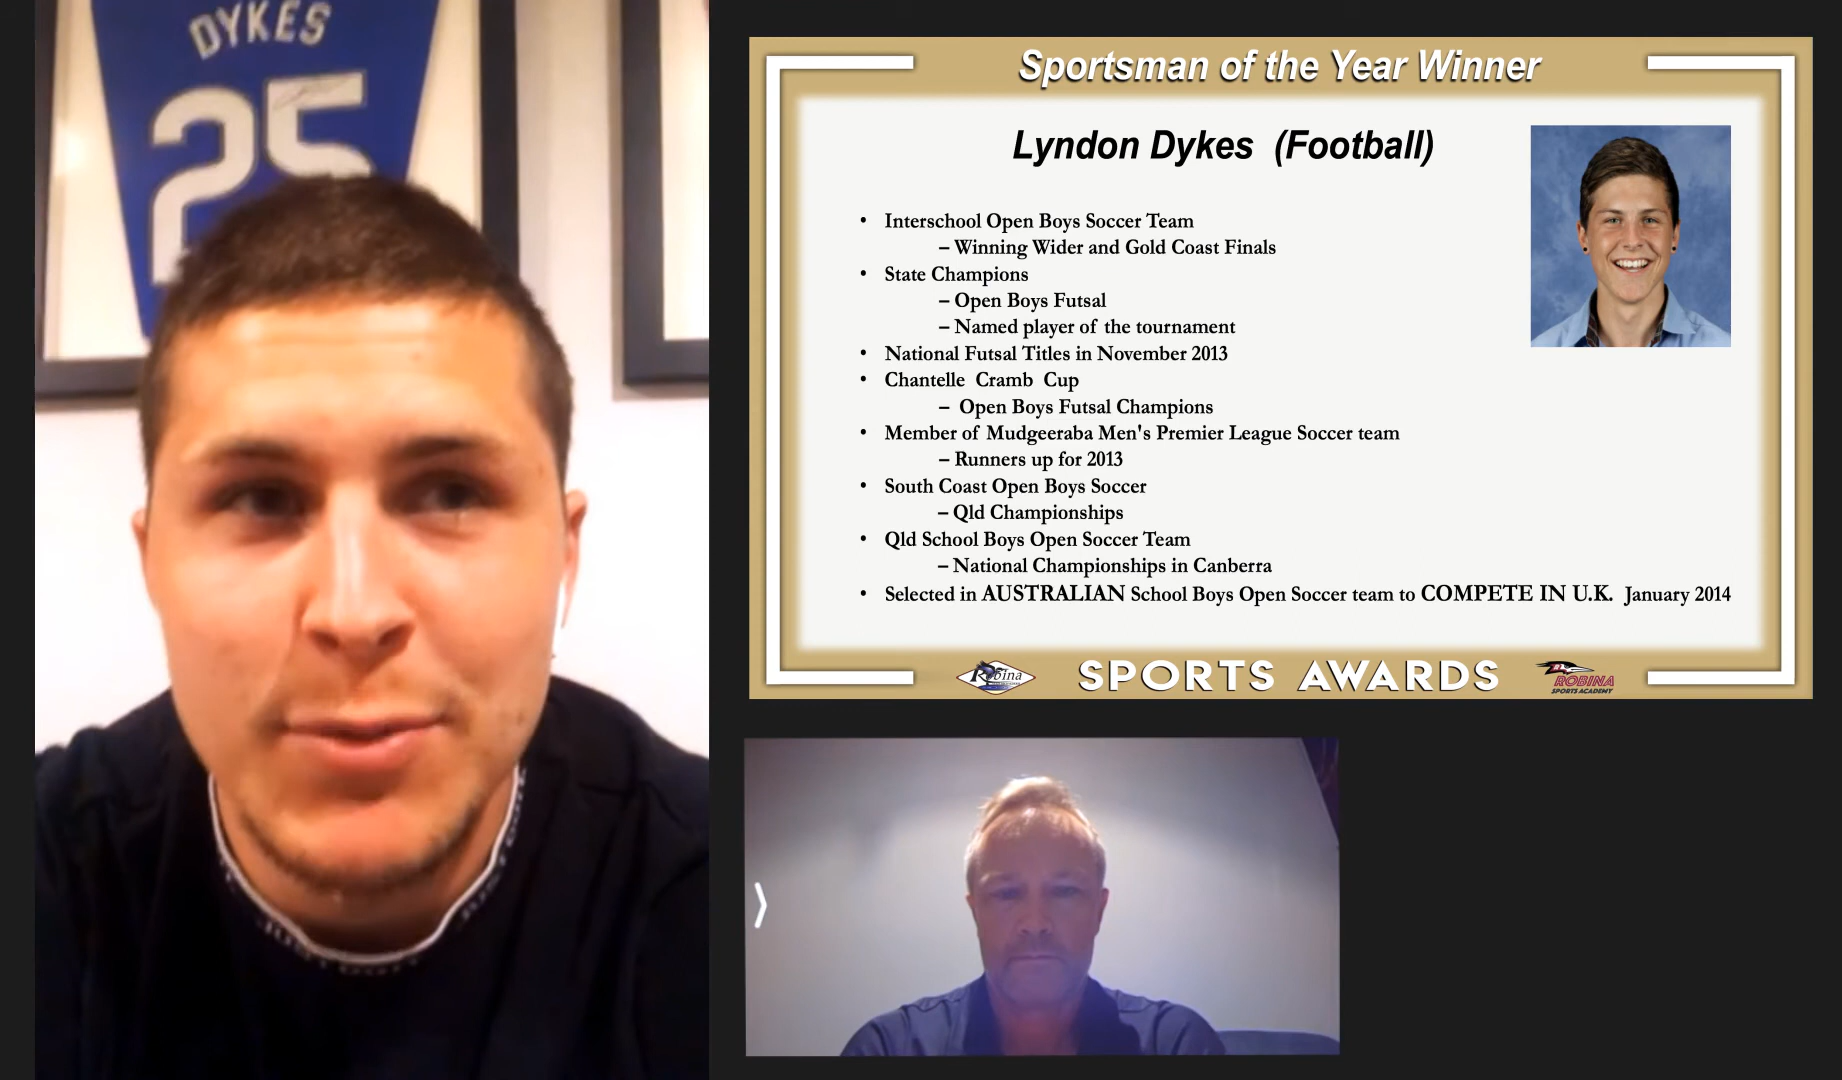 DYKES
25
Sportsman of the Year Winner
Lyndon Dykes (Football)
• Interschool Open Boys Soccer Team
– Winning Wider and Gold Coast Finals
• State Champions
– Open Boys Futsal
– Named player of the tournament
• National Futsal Titles in November 2013
• Chantelle Cramb Cup
– Open Boys Futsal Champions
• Member of Mudgeeraba Men's Premier League Soccer team
– Runners up for 2013
• South Coast Open Boys Soccer
– Qld Championships
• Qld School Boys Open Soccer Team
– National Championships in Canberra
• Selected in AUSTRALIAN School Boys Open Soccer team to COMPETE IN U.K. January 2014
Robina
SPORTS AWARDS
ROBINA
SPORTS ACADEMY